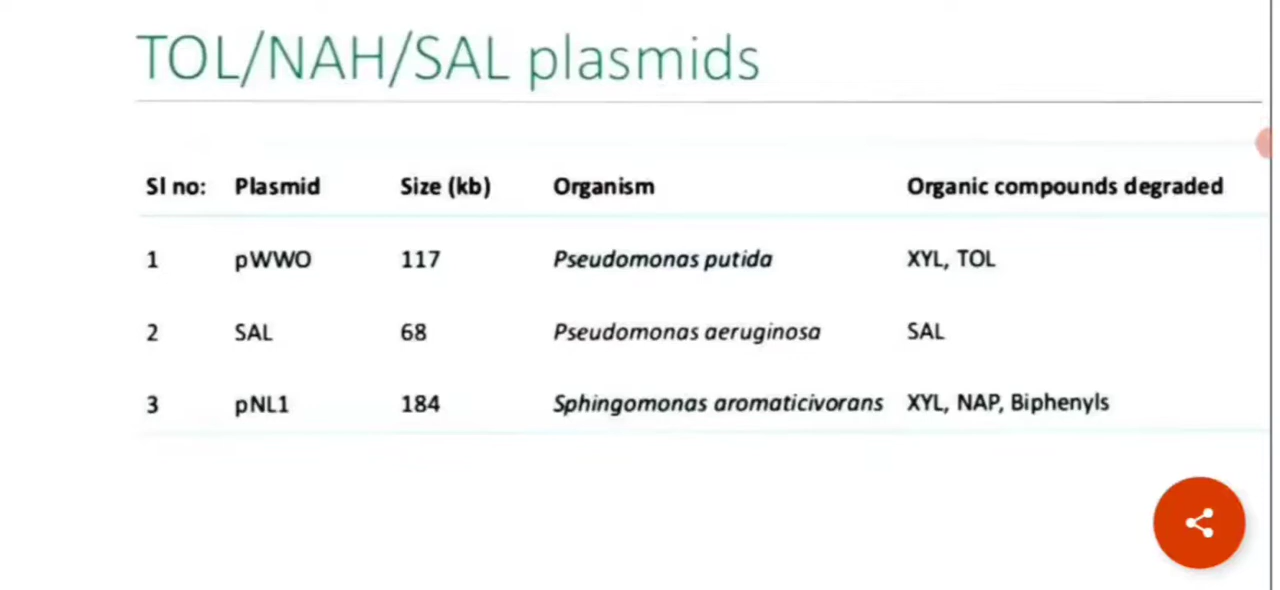 TOL/NAH/SAL plasmids
Sl no: Plasmid Size (kb) Organism Organic compounds degraded
1 pWWO 117 Pseudomonas putida XYL, TOL
2 SAL 68 Pseudomonas aeruginosa SAL
3 pNL1 184 Sphingomonas aromaticivorans XYL, NAP, Biphenyls